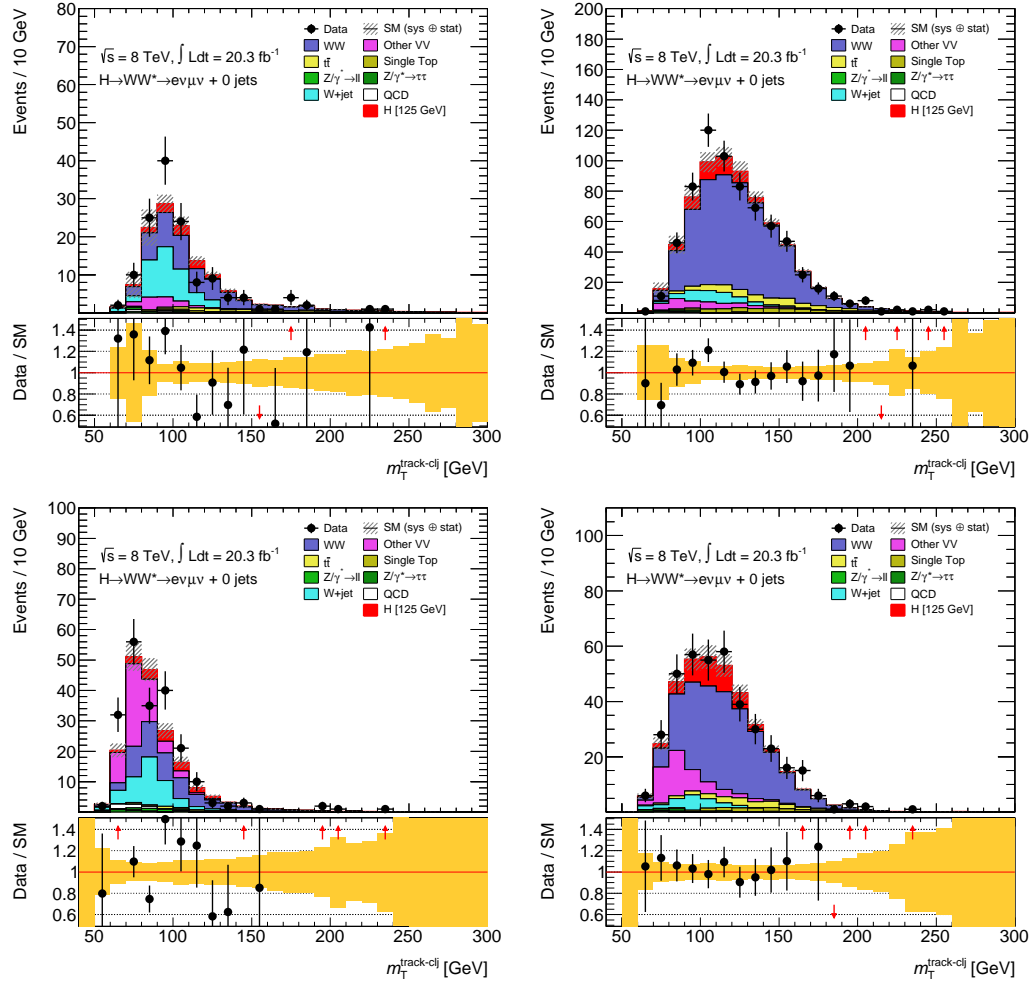 Events / 10 GeV
80
70
60
50
40
30
20
10
√s = 8 TeV, ∫ Ldt = 20.3 fb⁻¹
H→WW*→eνμν + 0 jets
Data
SM (sys ⊕ stat)
WW
Other VV
tt̄
Single Top
Z/γ*→ll
Z/γ*→ττ
W+jet
QCD
H [125 GeV]
Data / SM
1.4
1.2
1
0.8
0.6
50 100 150 200 250 300
m_T^track-clj [GeV]
Events / 10 GeV
200
180
160
140
120
100
80
60
40
20
√s = 8 TeV, ∫ Ldt = 20.3 fb⁻¹
H→WW*→eνμν + 0 jets
Data
SM (sys ⊕ stat)
WW
Other VV
tt̄
Single Top
Z/γ*→ll
Z/γ*→ττ
W+jet
QCD
H [125 GeV]
Data / SM
1.4
1.2
1
0.8
0.6
50 100 150 200 250 300
m_T^track-clj [GeV]
Events / 10 GeV
100
90
80
70
60
50
40
30
20
10
√s = 8 TeV, ∫ Ldt = 20.3 fb⁻¹
H→WW*→eνμν + 0 jets
Data
SM (sys ⊕ stat)
WW
Other VV
tt̄
Single Top
Z/γ*→ll
Z/γ*→ττ
W+jet
QCD
H [125 GeV]
Data / SM
1.4
1.2
1
0.8
0.6
50 100 150 200 250 300
m_T^track-clj [GeV]
Events / 10 GeV
100
80
60
40
20
√s = 8 TeV, ∫ Ldt = 20.3 fb⁻¹
H→WW*→eνμν + 0 jets
Data
SM (sys ⊕ stat)
WW
Other VV
tt̄
Single Top
Z/γ*→ll
Z/γ*→ττ
W+jet
QCD
H [125 GeV]
Data / SM
1.4
1.2
1
0.8
0.6
50 100 150 200 250 300
m_T^track-clj [GeV]